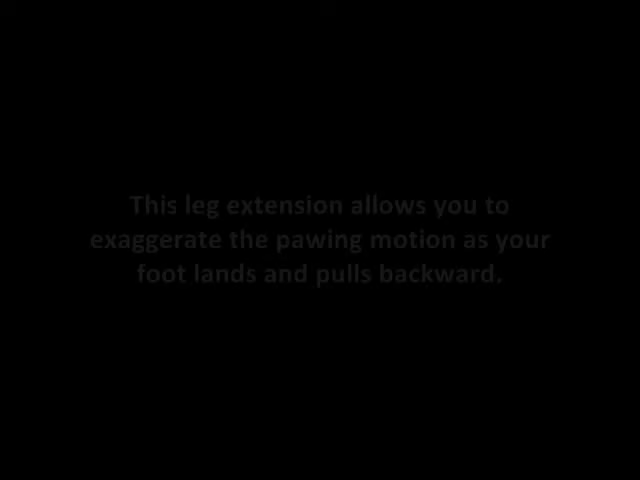 This leg extension allows you to
exaggerate the pawing motion as your
foot lands and pulls backward.